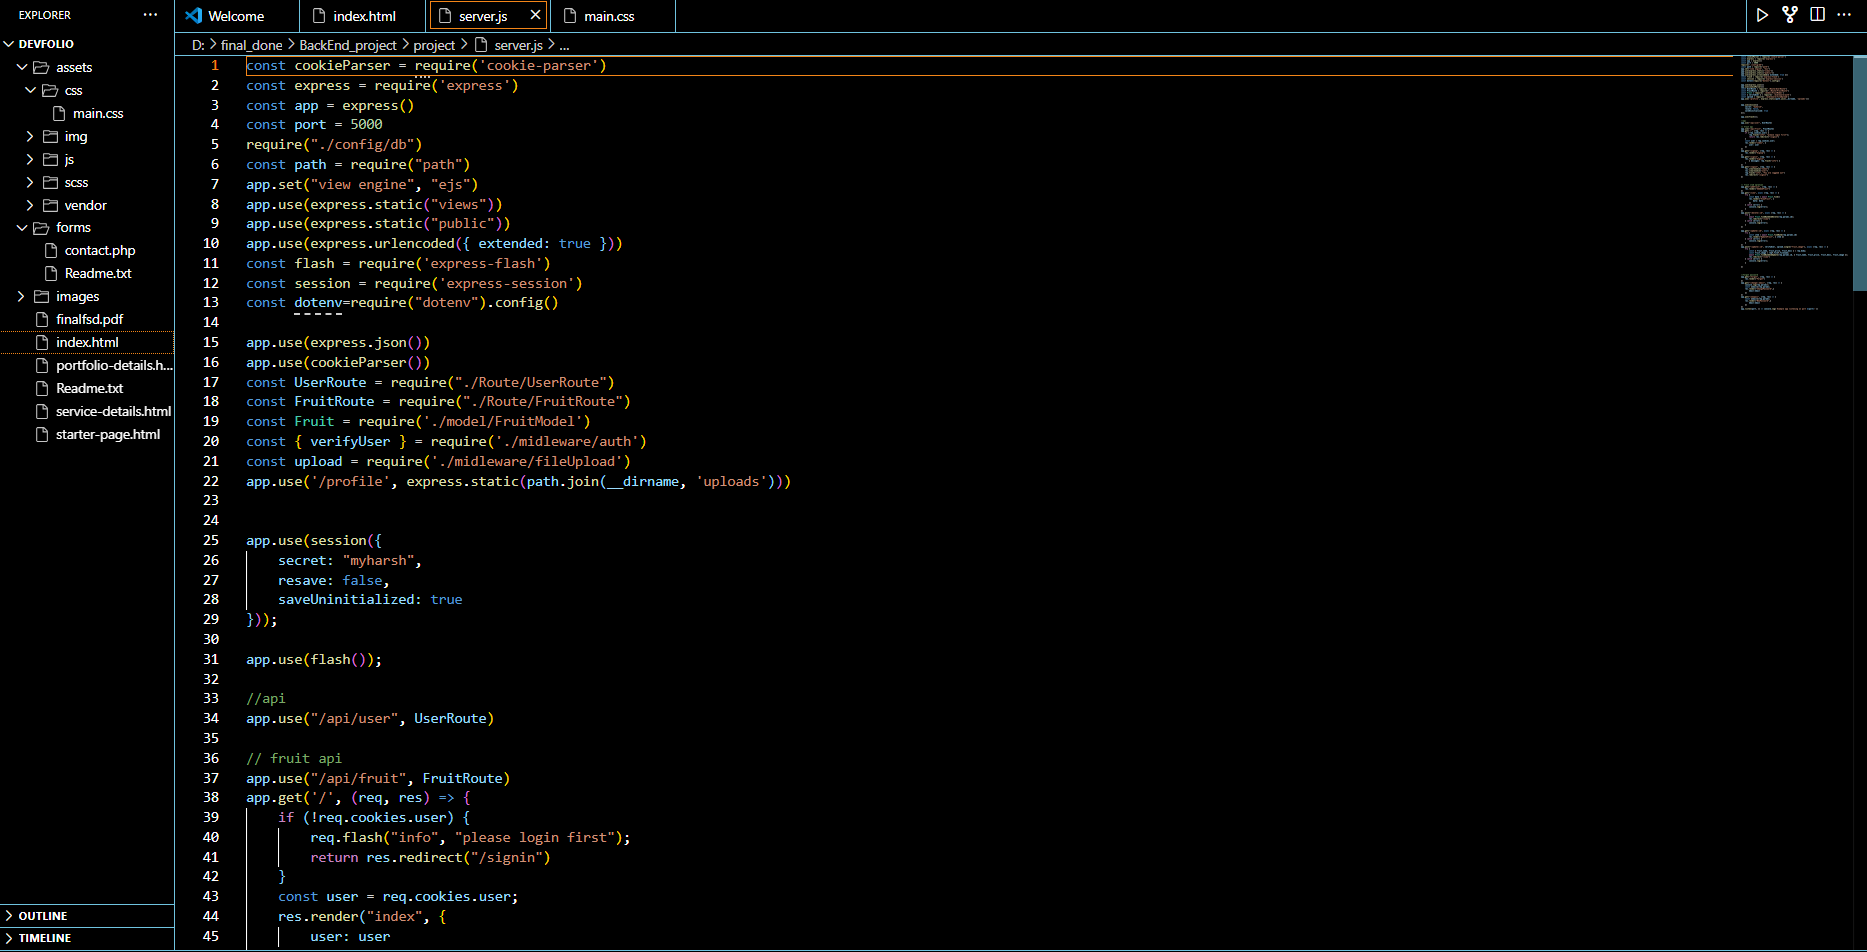 EXPLORER
DEVFOLIO
assets
css
main.css
img
js
scss
vendor
forms
contact.php
Readme.txt
images
finalfsd.pdf
index.html
portfolio-details.h...
Readme.txt
service-details.html
starter-page.html
OUTLINE
TIMELINE
Welcome index.html server.js main.css
D: > final_done > BackEnd_project > project > server.js > ...
1 const cookieParser = require('cookie-parser')
2 const express = require('express')
3 const app = express()
4 const port = 5000
5 require("./config/db")
6 const path = require("path")
7 app.set("view engine", "ejs")
8 app.use(express.static("views"))
9 app.use(express.static("public"))
10 app.use(express.urlencoded({ extended: true }))
11 const flash = require('express-flash')
12 const session = require('express-session')
13 const dotenv=require("dotenv").config()
14
15 app.use(express.json())
16 app.use(cookieParser())
17 const UserRoute = require("./Route/UserRoute")
18 const FruitRoute = require("./Route/FruitRoute")
19 const Fruit = require('./model/FruitModel')
20 const { verifyUser } = require('./midleware/auth')
21 const upload = require('./midleware/fileUpload')
22 app.use('/profile', express.static(path.join(__dirname, 'uploads')))
23
24
25 app.use(session({
26 secret: "myharsh",
27 resave: false,
28 saveUninitialized: true
29 }));
30
31 app.use(flash());
32
33 //api
34 app.use("/api/user", UserRoute)
35
36 // fruit api
37 app.use("/api/fruit", FruitRoute)
38 app.get('/', (req, res) => {
39 if (!req.cookies.user) {
40 req.flash("info", "please login first");
41 return res.redirect("/signin")
42 }
43 const user = req.cookies.user;
44 res.render("index", {
45 user: user